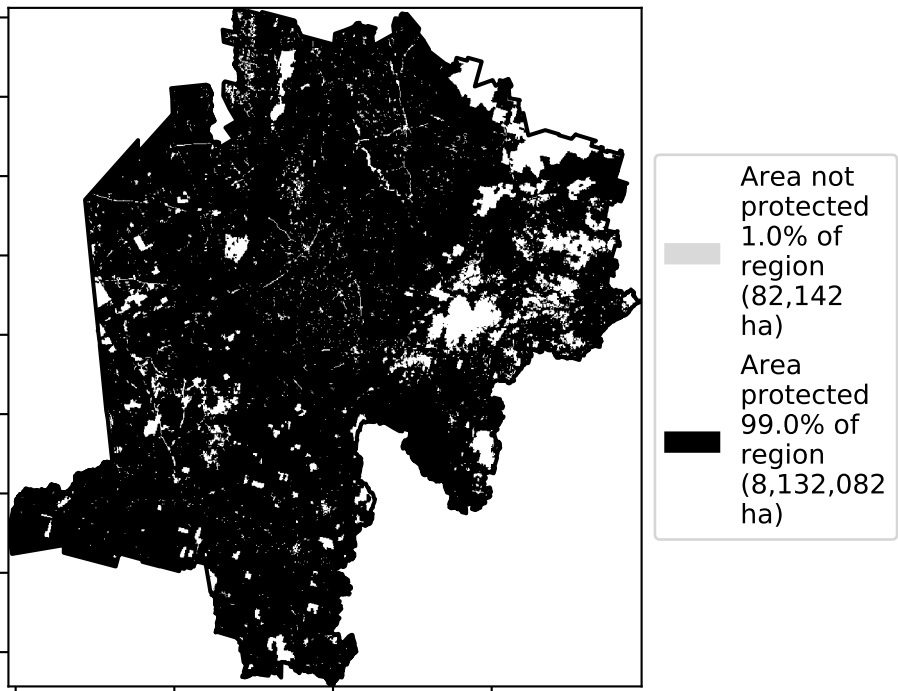 Area not
protected
1.0% of
region
(82,142
ha)
Area
protected
99.0% of
region
(8,132,082
ha)